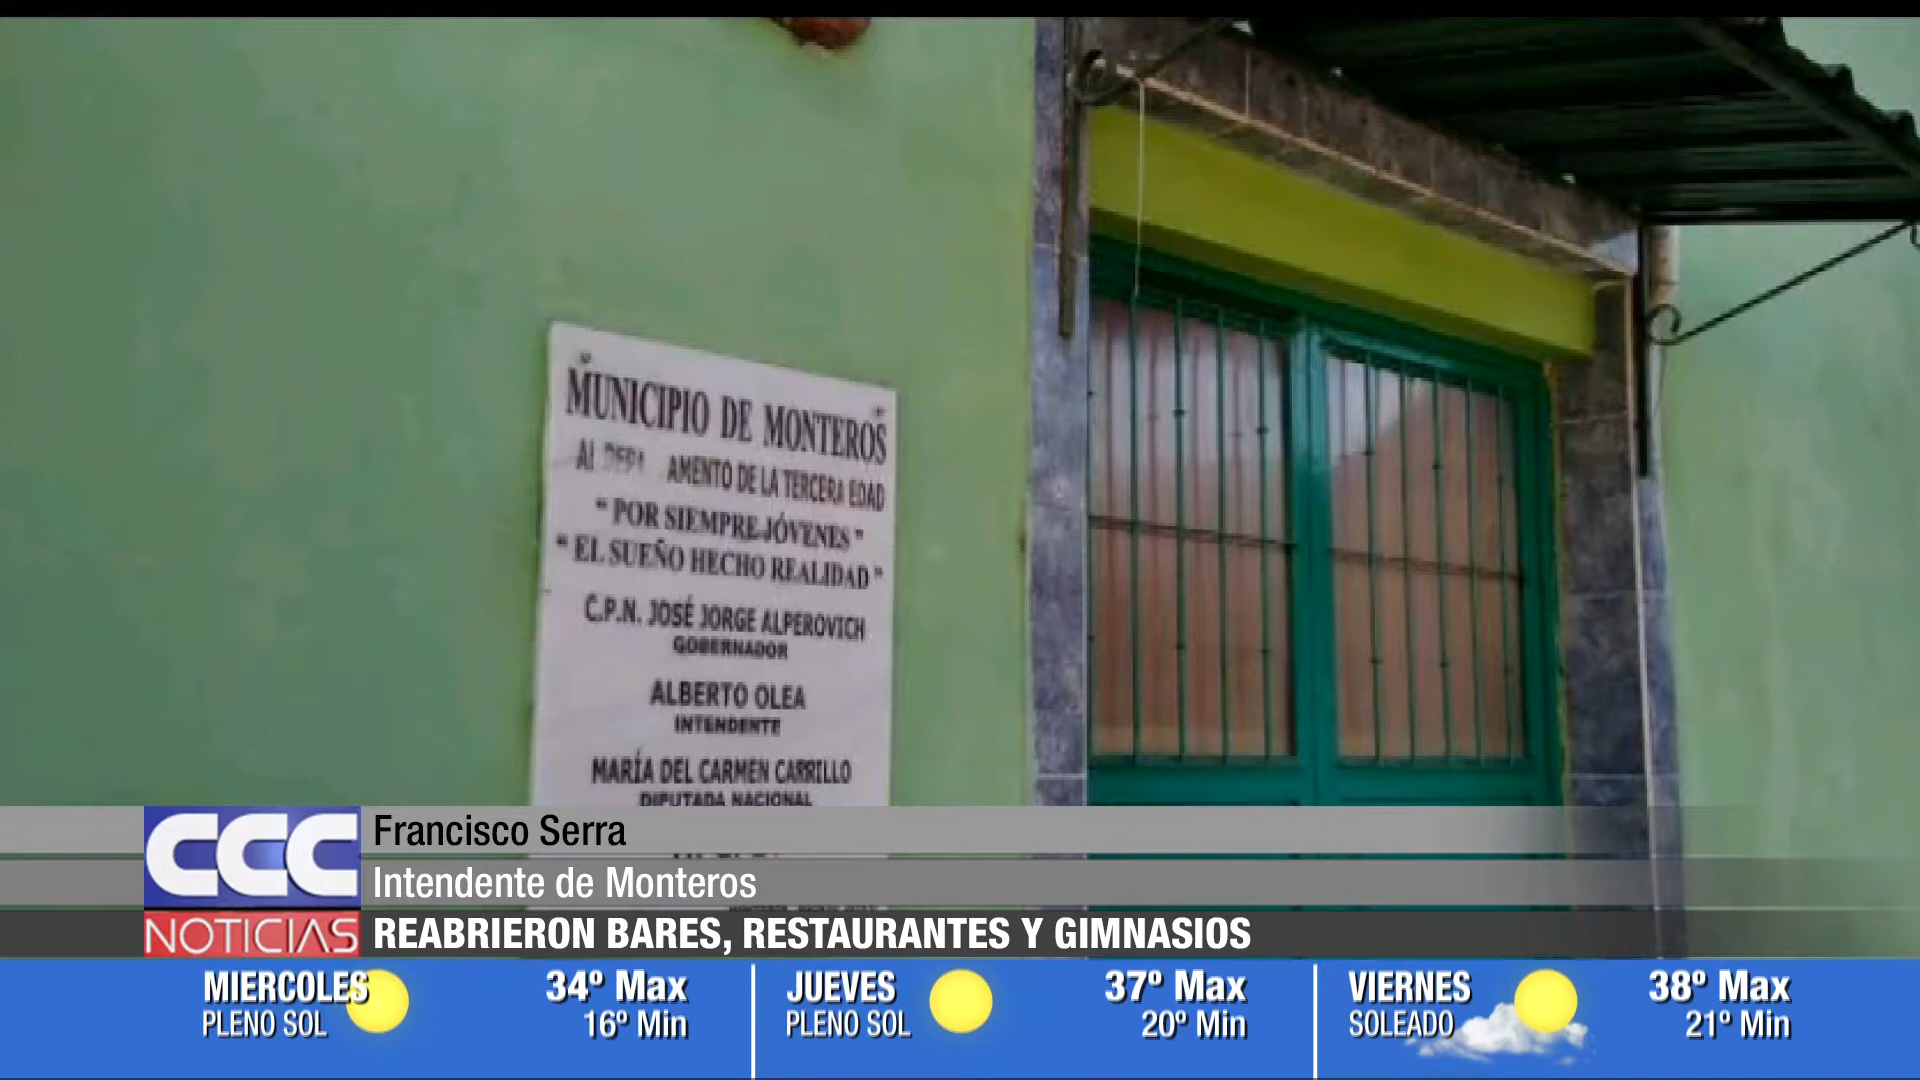 MUNICIPIO DE MONTEROS
AMENTO DE LA TERCERA EDAD
" POR SIEMPRE JÓVENES "
" EL SUEÑO HECHO REALIDAD "
C.P.N. JOSÉ JORGE ALPEROVICH
GOBERNADOR
ALBERTO OLEA
INTENDENTE
MARÍA DEL CARMEN CARRILLO
DIPUTADA NACIONAL
CCC
NOTICIAS
Francisco Serra
Intendente de Monteros
REABRIERON BARES, RESTAURANTES Y GIMNASIOS
MIERCOLES 34º Max
PLENO SOL 16º Min
JUEVES 37º Max
PLENO SOL 20º Min
VIERNES 38º Max
SOLEADO 21º Min